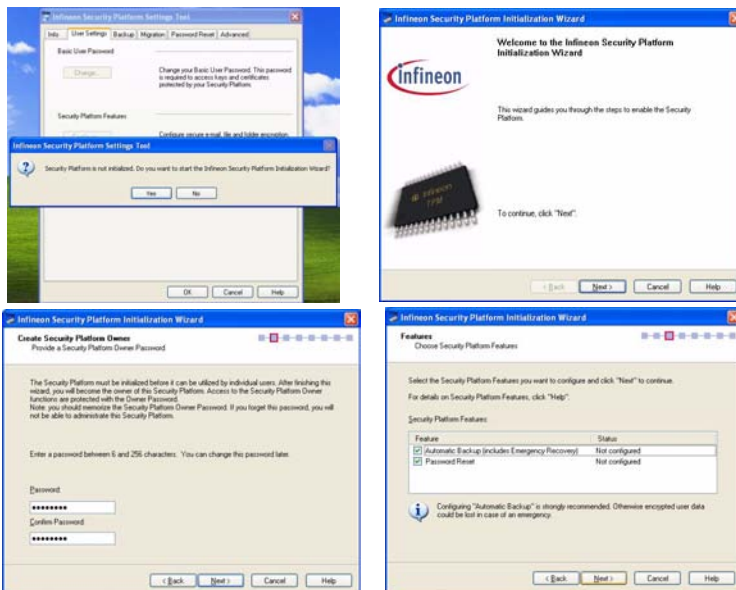 Infineon Security Platform Settings Tool
Info User Settings Backup Migration Password Reset Advanced
Basic User Password
Change...
Change your Basic User Password. This password
is required to access keys and certificates
protected by your Security Platform.
Security Platform Features
Configure secure e-mail, file and folder encryption,
Infineon Security Platform Settings Tool
Security Platform is not initialized. Do you want to start the Infineon Security Platform Initialization Wizard?
Yes No
OK Cancel Help
Infineon Security Platform Initialization Wizard
Welcome to the Infineon Security Platform
Initialization Wizard
infineon
This wizard guides you through the steps to enable the Security
Platform.
infineon
TPM
To continue, click "Next".
< Back Next > Cancel Help
Infineon Security Platform Initialization Wizard
Create Security Platform Owner
Provide a Security Platform Owner Password
The Security Platform must be initialized before it can be utilized by individual users. After finishing this
wizard, you will become the owner of this Security Platform. Access to the Security Platform Owner
functions are protected with the Owner Password.
Note: you should memorize the Security Platform Owner Password. If you forget this password, you will
not be able to administrate this Security Platform.
Enter a password between 6 and 256 characters. You can change this password later.
Password:
Confirm Password:
< Back Next > Cancel Help
Infineon Security Platform Initialization Wizard
Features
Choose Security Platform Features
Select the Security Platform Features you want to configure and click "Next" to continue.
For details on Security Platform Features, click "Help".
Security Platform Features:
Feature Status
Automatic Backup (includes Emergency Recovery) Not configured
Password Reset Not configured
Configuring "Automatic Backup" is strongly recommended. Otherwise encrypted user data
could be lost in case of an emergency.
< Back Next > Cancel Help